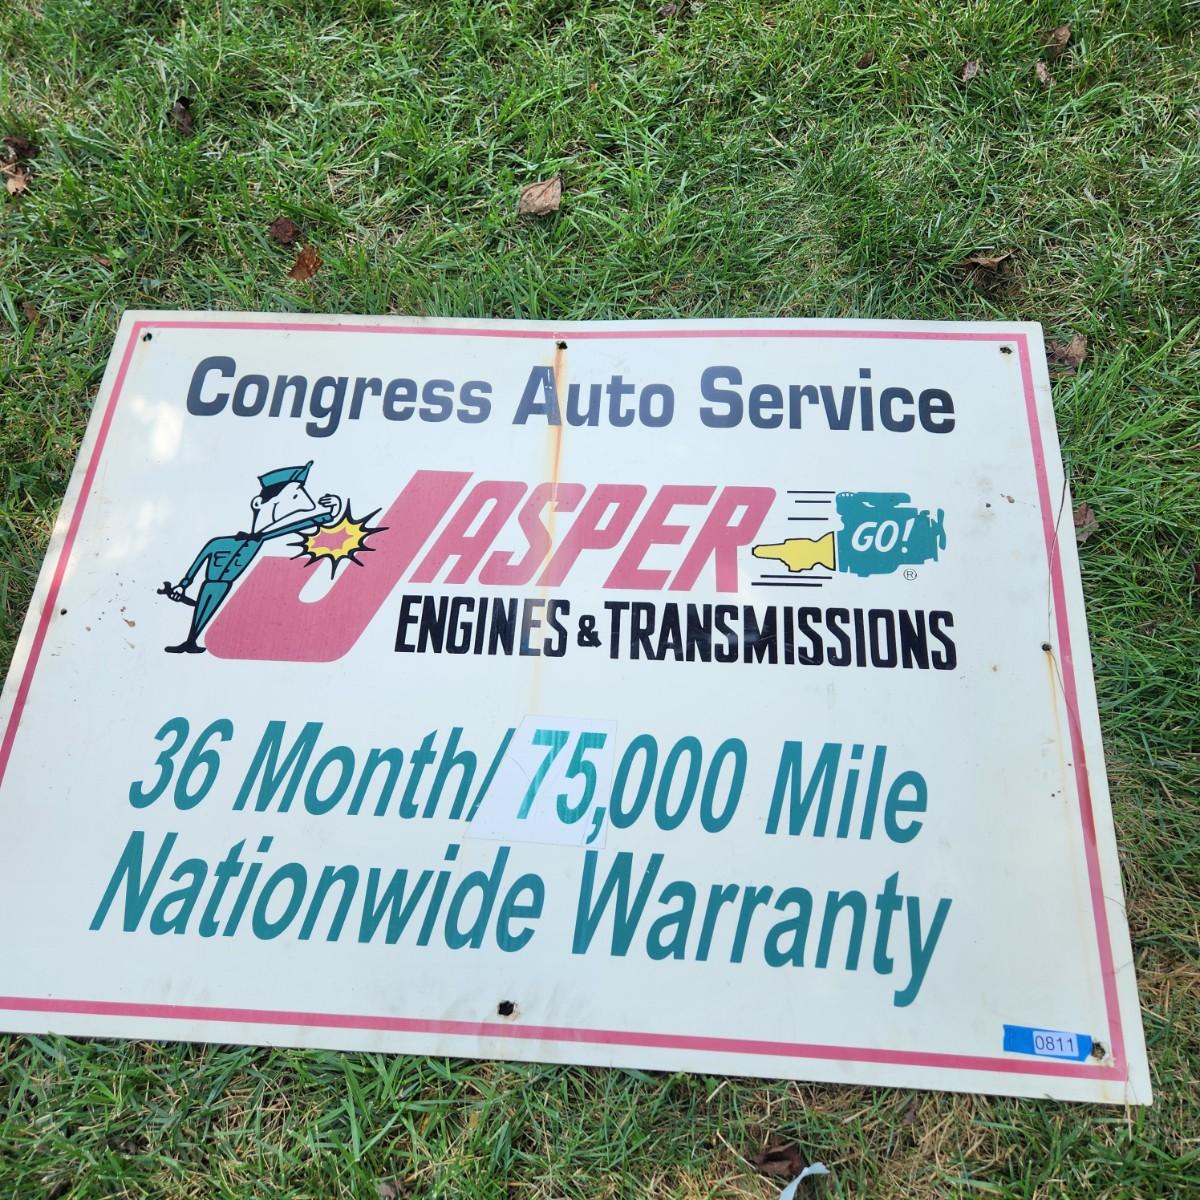 Congress Auto Service
JASPER
GO!
®
ENGINES & TRANSMISSIONS
36 Month/ 75,000 Mile
Nationwide Warranty
0811